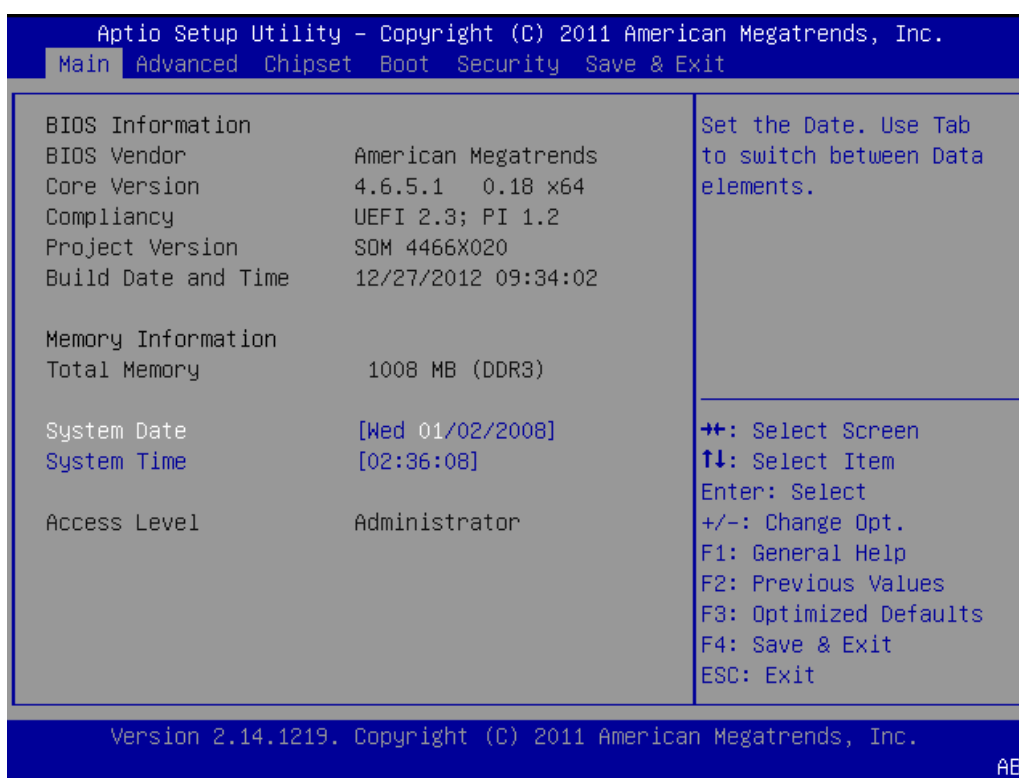 Aptio Setup Utility – Copyright (C) 2011 American Megatrends, Inc.
Main Advanced Chipset Boot Security Save & Exit
BIOS Information
BIOS Vendor American Megatrends
Core Version 4.6.5.1 0.18 x64
Compliancy UEFI 2.3; PI 1.2
Project Version SOM 4466X020
Build Date and Time 12/27/2012 09:34:02
Memory Information
Total Memory 1008 MB (DDR3)
System Date [Wed 01/02/2008]
System Time [02:36:08]
Access Level Administrator
Set the Date. Use Tab
to switch between Data
elements.
→←: Select Screen
↑↓: Select Item
Enter: Select
+/-: Change Opt.
F1: General Help
F2: Previous Values
F3: Optimized Defaults
F4: Save & Exit
ESC: Exit
Version 2.14.1219. Copyright (C) 2011 American Megatrends, Inc.